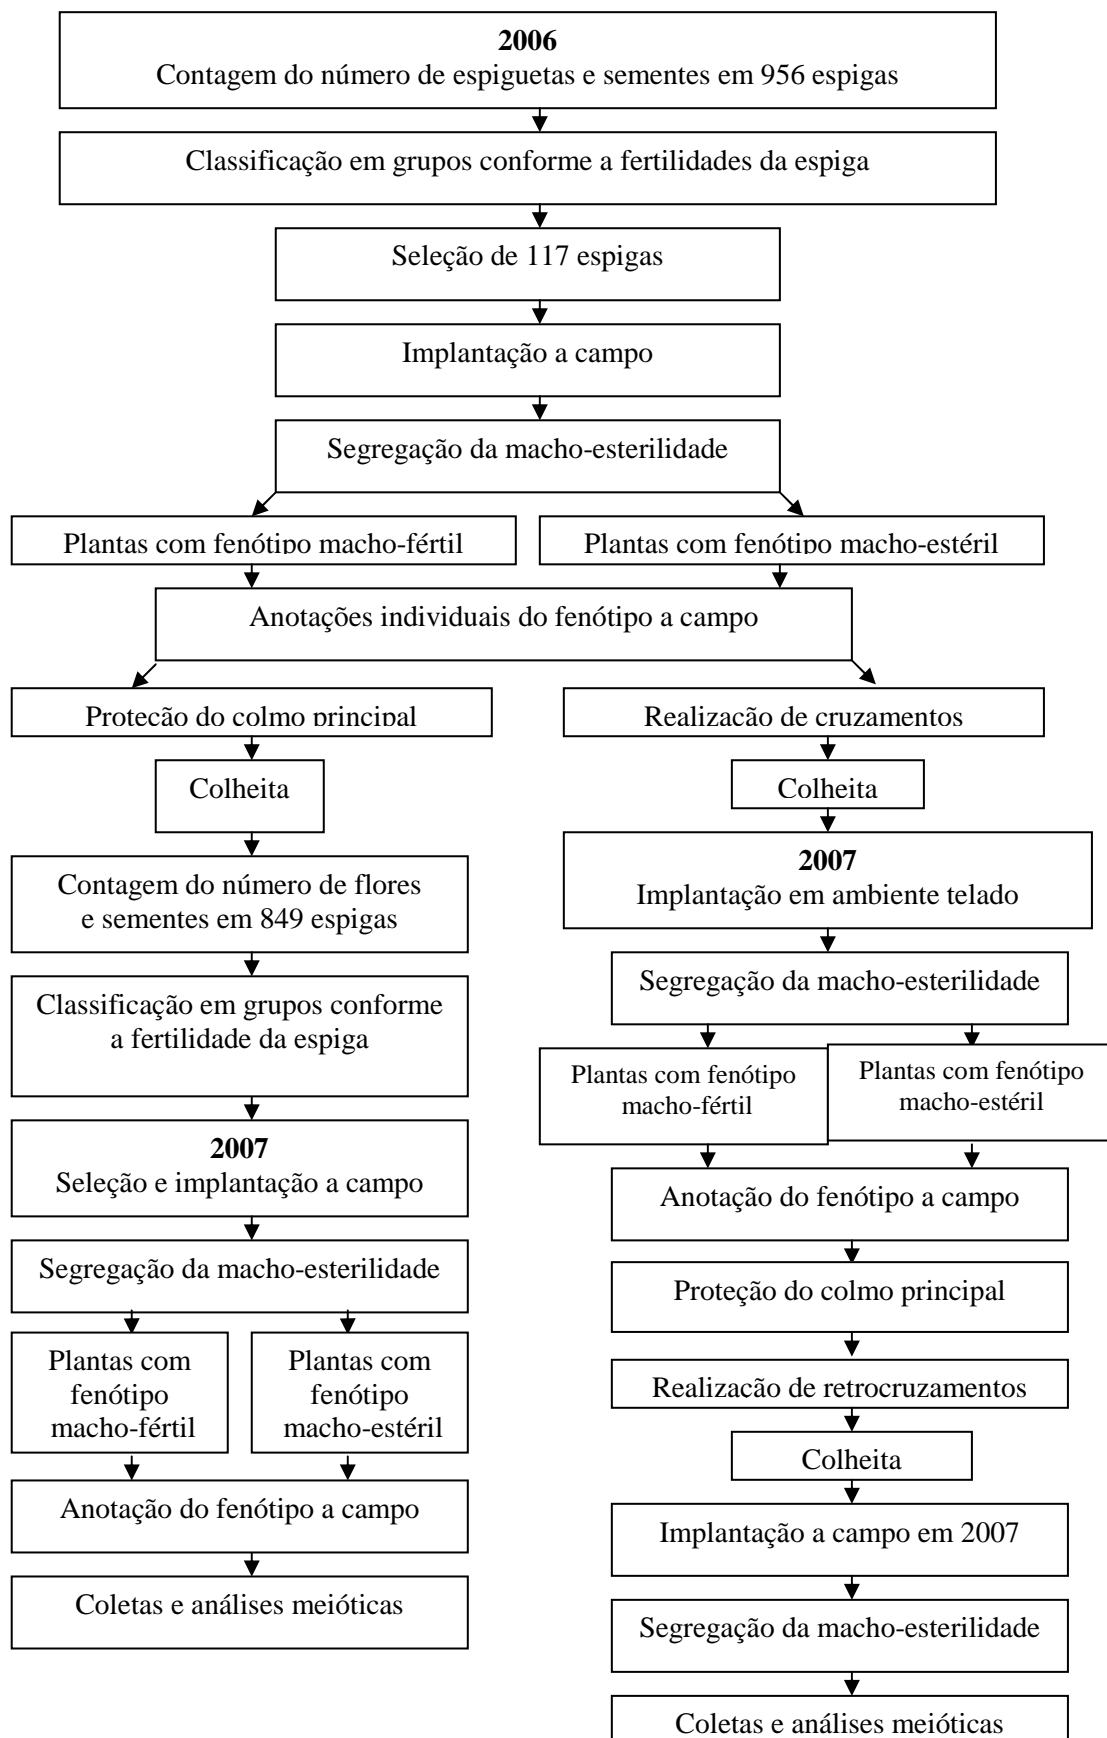 2006
Contagem do número de espiguetas e sementes em 956 espigas
Classificação em grupos conforme a fertilidades da espiga
Seleção de 117 espigas
Implantação a campo
Segregação da macho-esterilidade
Plantas com fenótipo macho-fértil
Plantas com fenótipo macho-estéril
Anotações individuais do fenótipo a campo
Proteção do colmo principal
Colheita
Contagem do número de flores
e sementes em 849 espigas
Classificação em grupos conforme
a fertilidade da espiga
2007
Seleção e implantação a campo
Segregação da macho-esterilidade
Plantas com
fenótipo
macho-fértil
Plantas com
fenótipo
macho-estéril
Anotação do fenótipo a campo
Coletas e análises meióticas
Realização de cruzamentos
Colheita
2007
Implantação em ambiente telado
Segregação da macho-esterilidade
Plantas com fenótipo
macho-fértil
Plantas com fenótipo
macho-estéril
Anotação do fenótipo a campo
Proteção do colmo principal
Realização de retrocruzamentos
Colheita
Implantação a campo em 2007
Segregação da macho-esterilidade
Coletas e análises meióticas